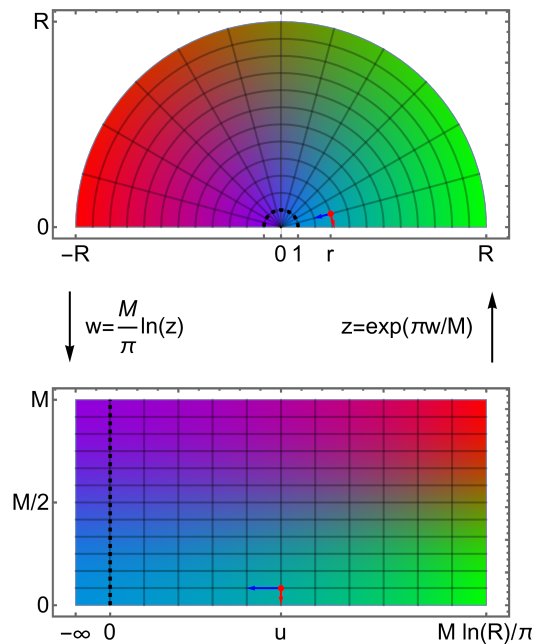 R
0
−R 0 1 r R
w=M/π ln(z) z=exp(πw/M)
M
M/2
0
−∞ 0 u M ln(R)/π